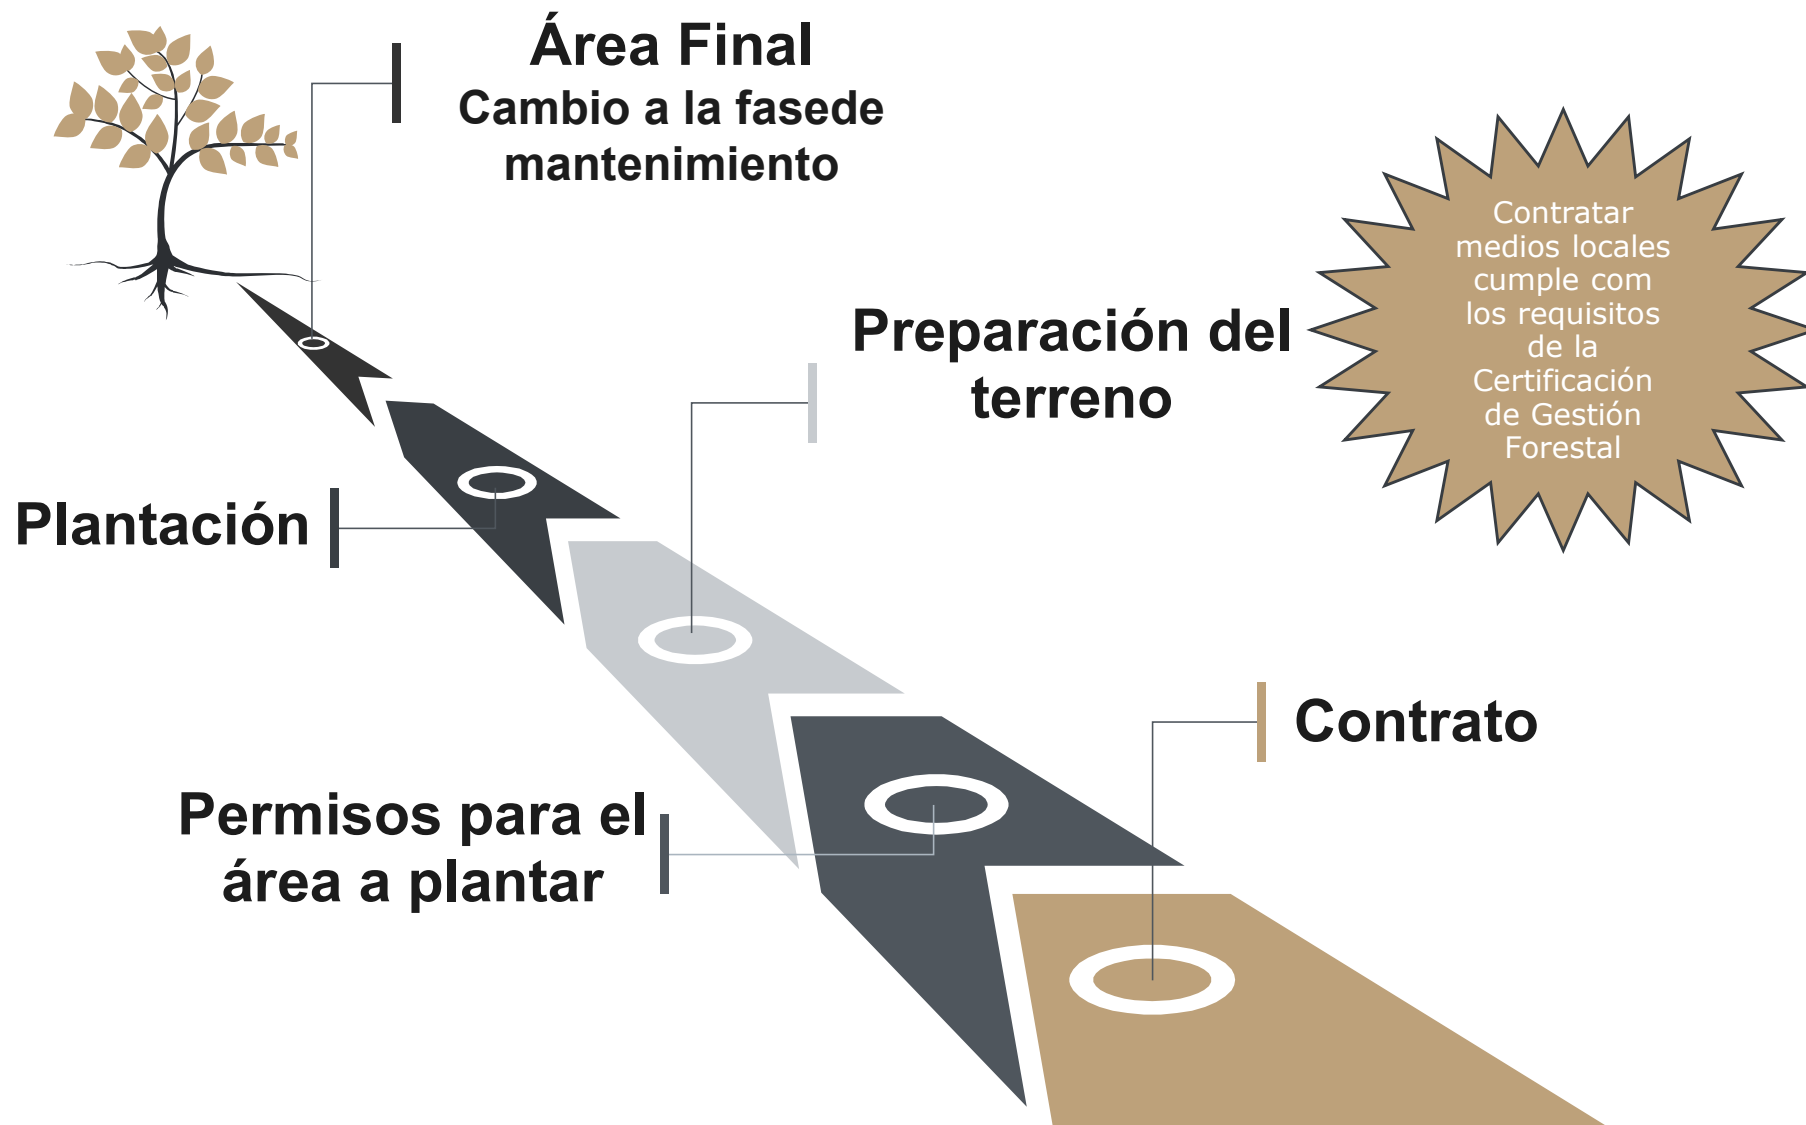 Área Final
Cambio a la fasede
mantenimiento
Contratar
medios locales
cumple com
los requisitos
de la
Certificación
de Gestión
Forestal
Preparación del
terreno
Plantación
Contrato
Permisos para el
área a plantar